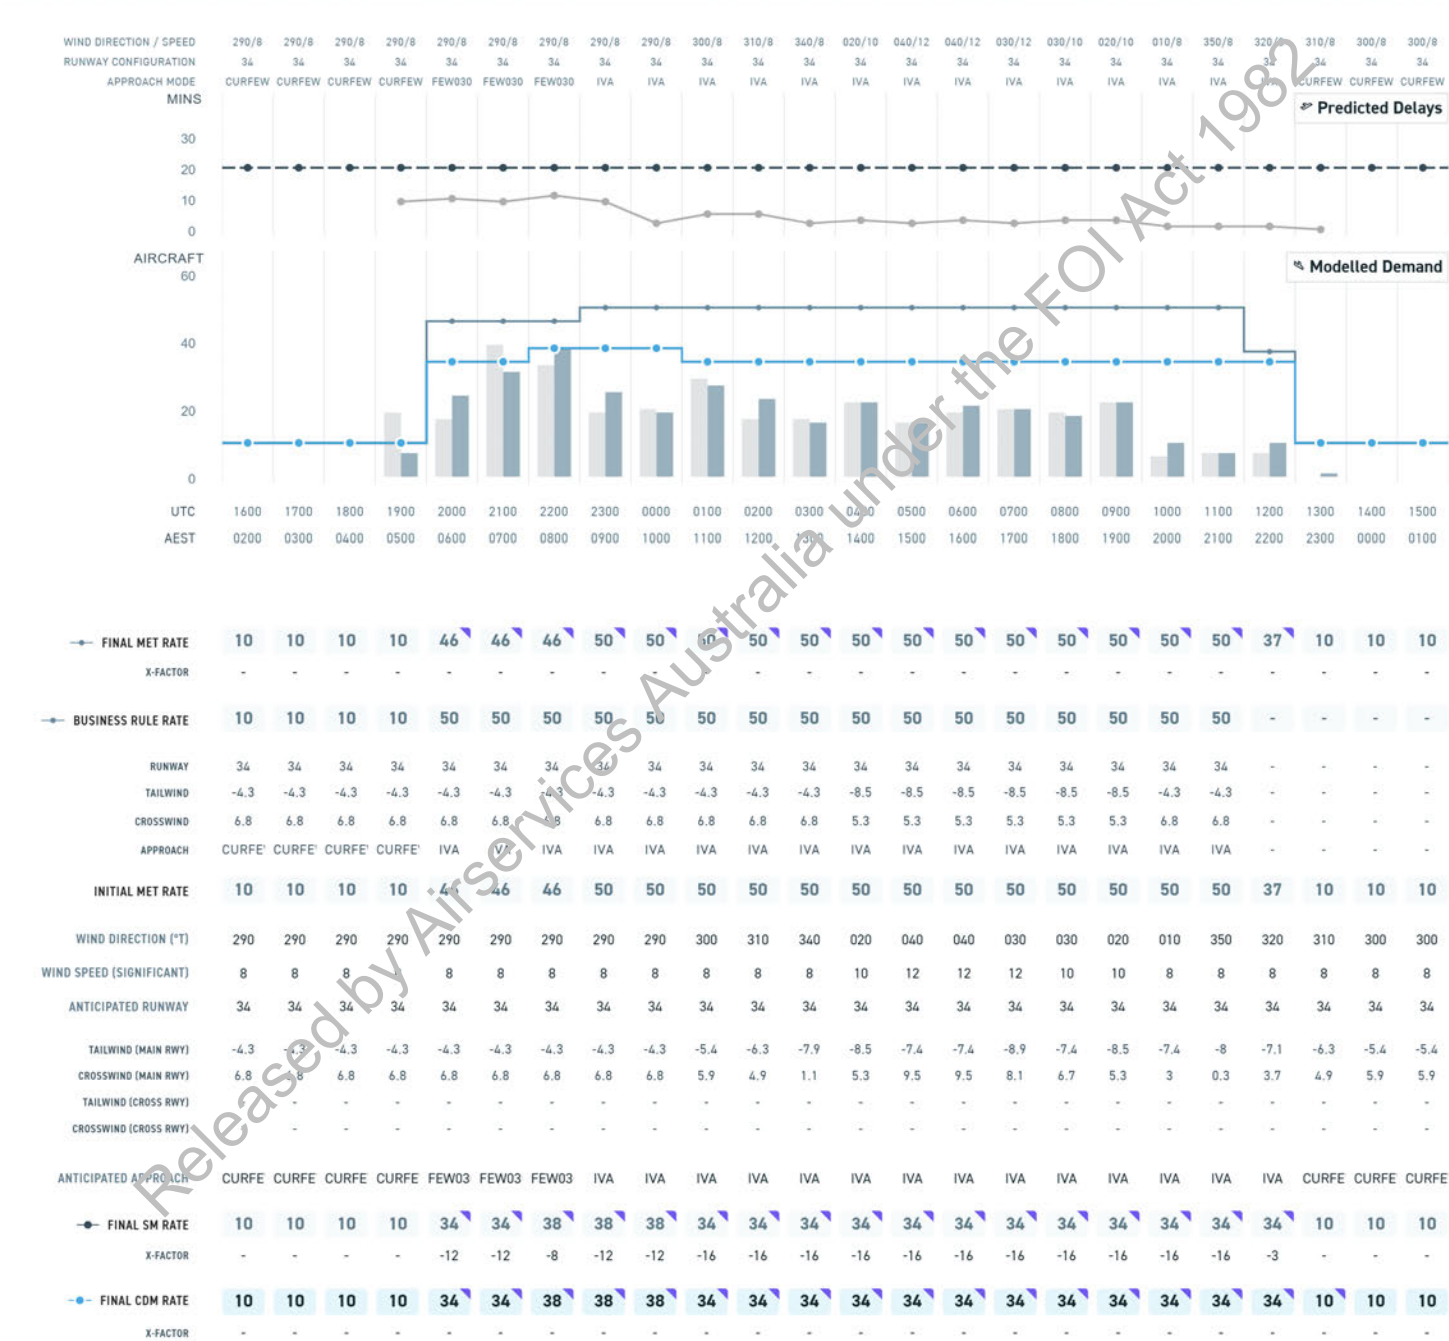 WIND DIRECTION / SPEED 290/8 290/8 290/8 290/8 290/8 290/8 290/8 290/8 290/8 300/8 310/8 340/8 020/10 040/12 040/12 030/12 030/10 020/10 010/8 350/8 310/8 300/8 300/8
RUNWAY CONFIGURATION 34 34 34 34 34 34 34 34 34 34 34 34 34 34 34 34 34 34 34 34 34 34 34 34
APPROACH MODE CURFEW CURFEW CURFEW CURFEW FEW030 FEW030 FEW030 IVA IVA IVA IVA IVA IVA IVA IVA IVA IVA IVA IVA IVA CURFEW CURFEW CURFEW
MINS
Predicted Delays
30
20
10
0
AIRCRAFT
Modelled Demand
60
40
20
0
UTC 1600 1700 1800 1900 2000 2100 2200 2300 0000 0100 0200 0300 0400 0500 0600 0700 0800 0900 1000 1100 1200 1300 1400 1500
AEST 0200 0300 0400 0500 0600 0700 0800 0900 1000 1100 1200 1300 1400 1500 1600 1700 1800 1900 2000 2100 2200 2300 0000 0100
FINAL MET RATE 10 10 10 10 46 46 46 50 50 50 50 50 50 50 50 50 50 50 50 50 37 10 10 10
X-FACTOR - - - - - - - - - - - - - - - - - - - - - - -
BUSINESS RULE RATE 10 10 10 10 50 50 50 50 50 50 50 50 50 50 50 50 50 50 50 50 - - - -
RUNWAY 34 34 34 34 34 34 34 34 34 34 34 34 34 34 34 34 34 34 34 34 - - - -
TAILWIND -4.3 -4.3 -4.3 -4.3 -4.3 -4.3 -4.3 -4.3 -4.3 -4.3 -4.3 -4.3 -8.5 -8.5 -8.5 -8.5 -8.5 -8.5 -4.3 -4.3 - - - -
CROSSWIND 6.8 6.8 6.8 6.8 6.8 6.8 6.8 6.8 6.8 6.8 6.8 6.8 5.3 5.3 5.3 5.3 5.3 5.3 6.8 6.8 - - - -
APPROACH CURFE' CURFE' CURFE' CURFE' IVA IVA IVA IVA IVA IVA IVA IVA IVA IVA IVA IVA IVA IVA IVA IVA - - - -
INITIAL MET RATE 10 10 10 10 46 46 46 50 50 50 50 50 50 50 50 50 50 50 50 50 37 10 10 10
WIND DIRECTION (°T) 290 290 290 290 290 290 290 290 290 300 310 340 020 040 040 030 030 020 010 350 320 310 300 300
WIND SPEED (SIGNIFICANT) 8 8 8 8 8 8 8 8 8 8 8 10 12 12 12 10 10 8 8 8 8 8 8
ANTICIPATED RUNWAY 34 34 34 34 34 34 34 34 34 34 34 34 34 34 34 34 34 34 34 34 34 34 34 34
TAILWIND (MAIN RWY) -4.3 -4.3 -4.3 -4.3 -4.3 -4.3 -4.3 -4.3 -4.3 -5.4 -6.3 -7.9 -8.5 -7.4 -7.4 -8.9 -7.4 -8.5 -7.4 -8 -7.1 -6.3 -5.4 -5.4
CROSSWIND (MAIN RWY) 6.8 6.8 6.8 6.8 6.8 6.8 6.8 6.8 6.8 5.9 4.9 1.1 5.3 9.5 9.5 8.1 6.7 5.3 3 0.3 3.7 4.9 5.9 5.9
TAILWIND (CROSS RWY) - - - - - - - - - - - - - - - - - - - - - - - -
CROSSWIND (CROSS RWY) - - - - - - - - - - - - - - - - - - - - - - -
ANTICIPATED APPROACH CURFE CURFE CURFE CURFE FEW03 FEW03 FEW03 IVA IVA IVA IVA IVA IVA IVA IVA IVA IVA IVA IVA IVA IVA CURFE CURFE CURFE
FINAL SM RATE 10 10 10 10 34 34 38 38 38 34 34 34 34 34 34 34 34 34 34 34 34 10 10 10
X-FACTOR - - - - -12 -12 -8 -12 -12 -16 -16 -16 -16 -16 -16 -16 -16 -16 -16 -16 -3 - - -
FINAL CDM RATE 10 10 10 10 34 34 38 38 38 34 34 34 34 34 34 34 34 34 34 34 34 10 10 10
X-FACTOR - - - - - - - - - - - - - - - - - - - - - - - -
Released by Airservices Australia under the FOI Act 1982